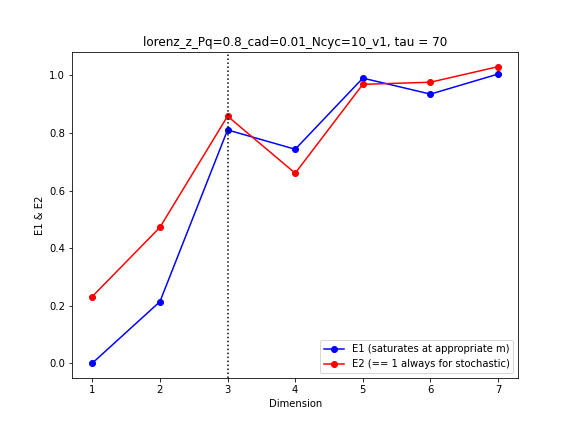 lorenz_z_Pq=0.8_cad=0.01_Ncyc=10_v1, tau = 70
1.0
0.8
0.6
0.4
0.2
0.0
E1 & E2
E1 (saturates at appropriate m)
E2 (== 1 always for stochastic)
1 2 3 4 5 6 7
Dimension